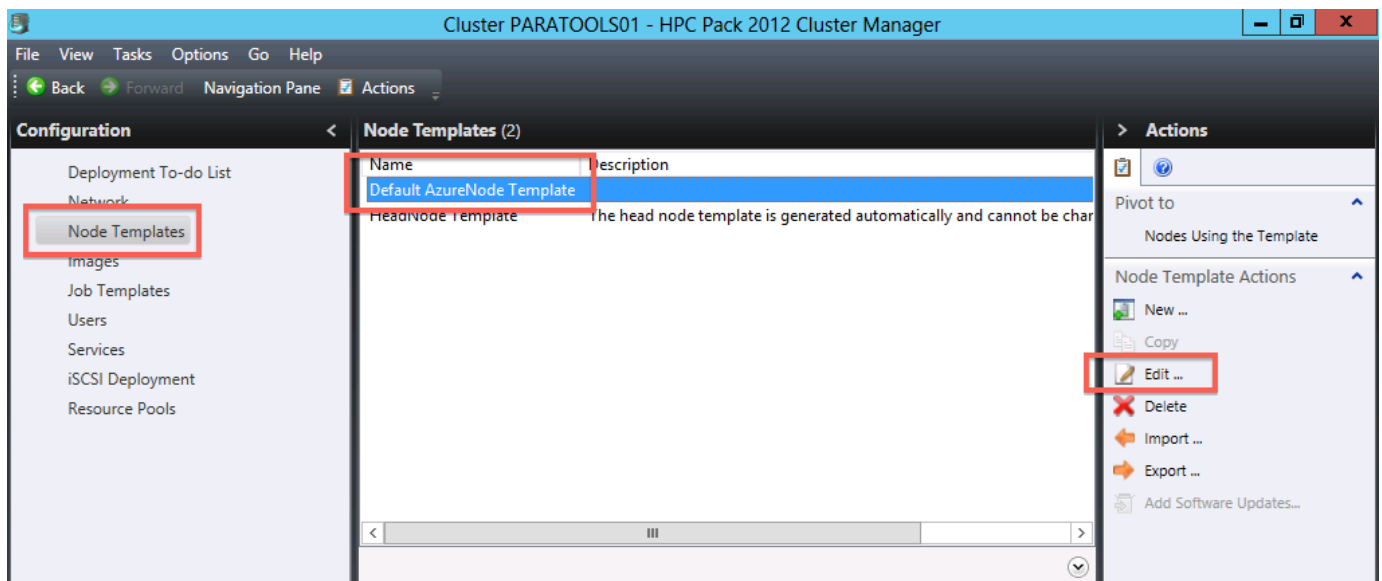 Cluster PARATOOLS01 - HPC Pack 2012 Cluster Manager
File View Tasks Options Go Help
Back Forward Navigation Pane Actions
Configuration
Deployment To-do List
Network
Node Templates
Images
Job Templates
Users
Services
iSCSI Deployment
Resource Pools
Node Templates (2)
Name Description
Default AzureNode Template
HeadNode Template The head node template is generated automatically and cannot be char
Actions
Pivot to
Nodes Using the Template
Node Template Actions
New ...
Copy
Edit ...
Delete
Import ...
Export ...
Add Software Updates...